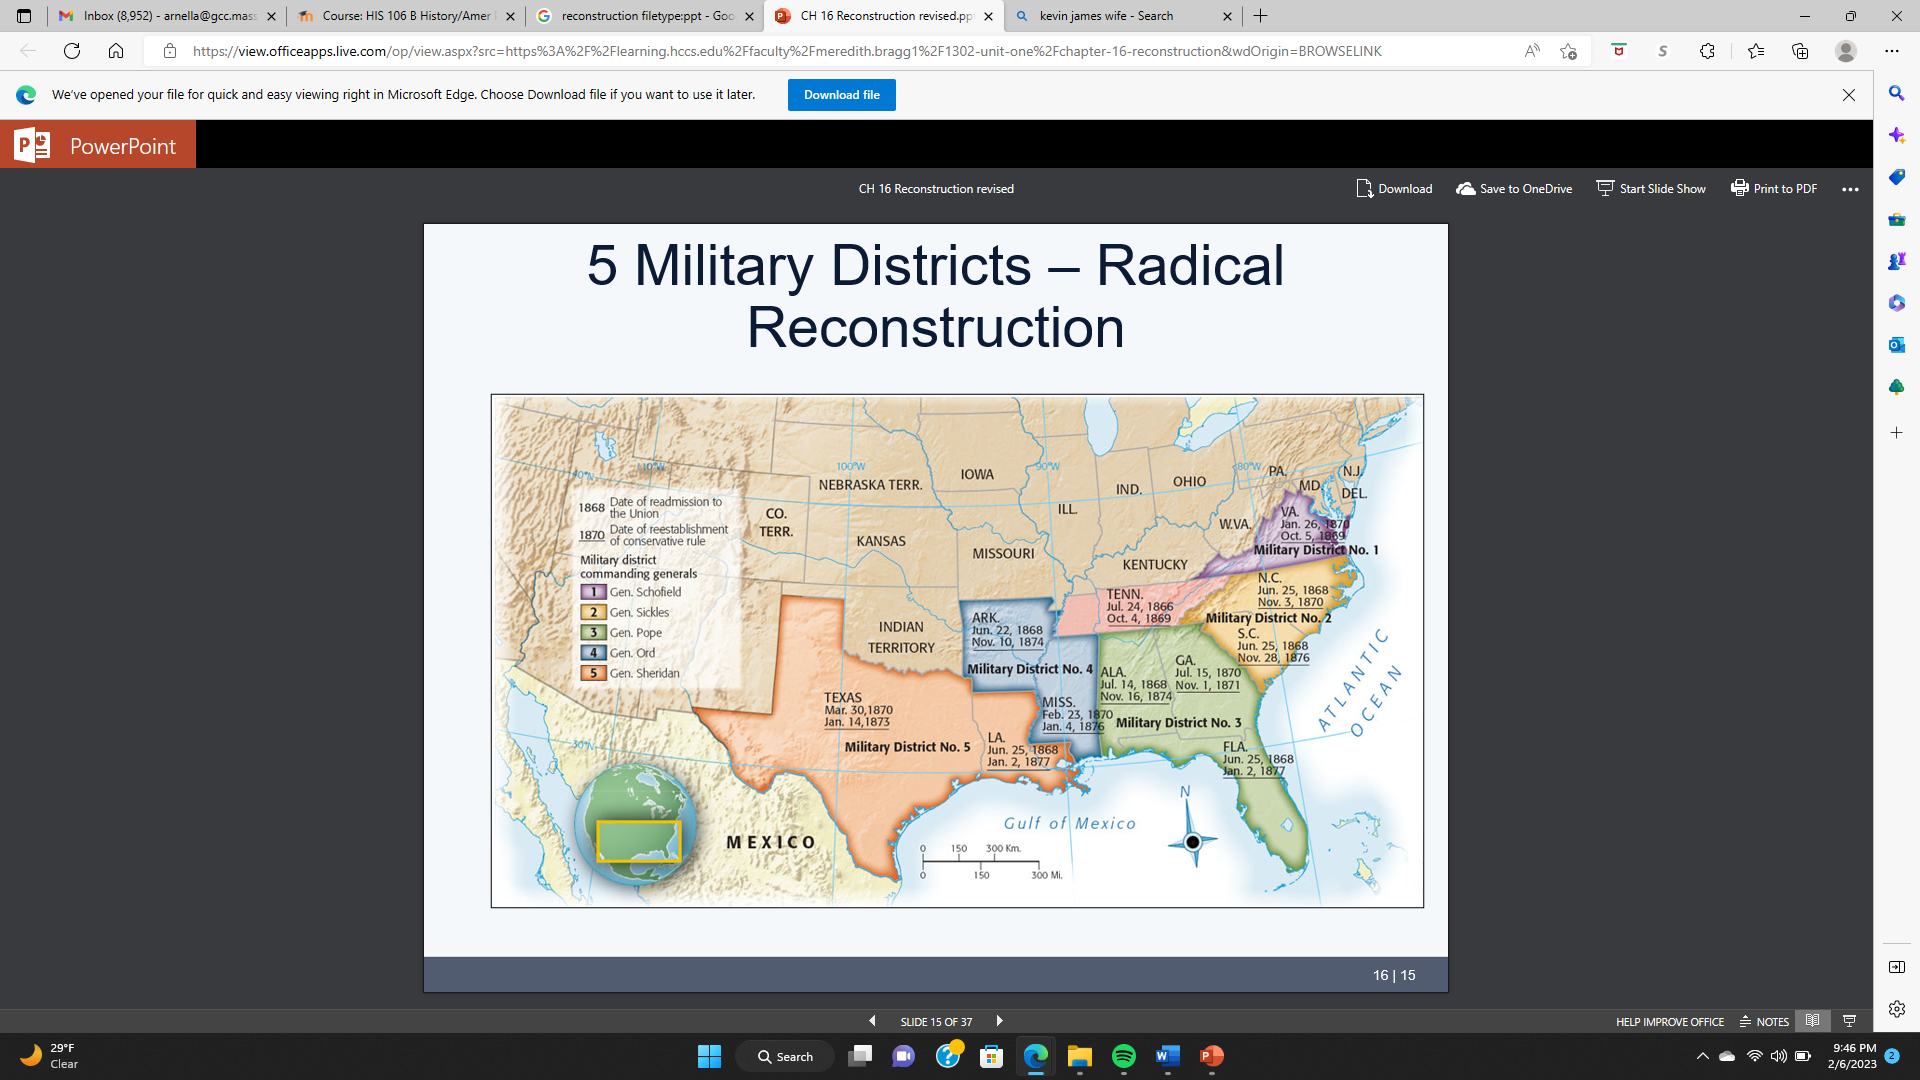 Inbox (8,952) - arnella@gcc.mass
Course: HIS 106 B History/Amer
reconstruction filetype:ppt - Goo
CH 16 Reconstruction revised.pp
kevin james wife - Search
https://view.officeapps.live.com/op/view.aspx?src=https%3A%2F%2Flearning.hccs.edu%2Ffaculty%2Fmeredith.bragg1%2F1302-unit-one%2Fchapter-16-reconstruction&wdOrigin=BROWSELINK
We've opened your file for quick and easy viewing right in Microsoft Edge. Choose Download file if you want to use it later.
Download file
PowerPoint
CH 16 Reconstruction revised
Download
Save to OneDrive
Start Slide Show
Print to PDF
5 Military Districts – Radical
Reconstruction
1868 Date of readmission to
the Union
1870 Date of reestablishment
of conservative rule
Military district
commanding generals
1 Gen. Schofield
2 Gen. Sickles
3 Gen. Pope
4 Gen. Ord
5 Gen. Sheridan
40°N
110°W
100°W
90°W
80°W
30°N
NEBRASKA TERR.
IOWA
CO.
TERR.
KANSAS
MISSOURI
ILL.
IND.
OHIO
PA.
N.J.
MD.
DEL.
W.VA.
KENTUCKY
INDIAN
TERRITORY
VA.
Jan. 26, 1870
Oct. 5, 1869
Military District No. 1
N.C.
Jun. 25, 1868
Nov. 3, 1870
Military District No. 2
S.C.
Jun. 25, 1868
Nov. 28, 1876
TENN.
Jul. 24, 1866
Oct. 4, 1869
ARK.
Jun. 22, 1868
Nov. 10, 1874
Military District No. 4
MISS.
Feb. 23, 1870
Jan. 4, 1876
ALA.
Jul. 14, 1868
Nov. 16, 1874
GA.
Jul. 15, 1870
Nov. 1, 1871
Military District No. 3
FLA.
Jun. 25, 1868
Jan. 2, 1877
TEXAS
Mar. 30,1870
Jan. 14,1873
Military District No. 5
LA.
Jun. 25, 1868
Jan. 2, 1877
ATLANTIC
OCEAN
MEXICO
Gulf of Mexico
N
0 150 300 Km.
0 150 300 Mi.
16 | 15
SLIDE 15 OF 37
HELP IMPROVE OFFICE
NOTES
29°F
Clear
Search
9:46 PM
2/6/2023
2